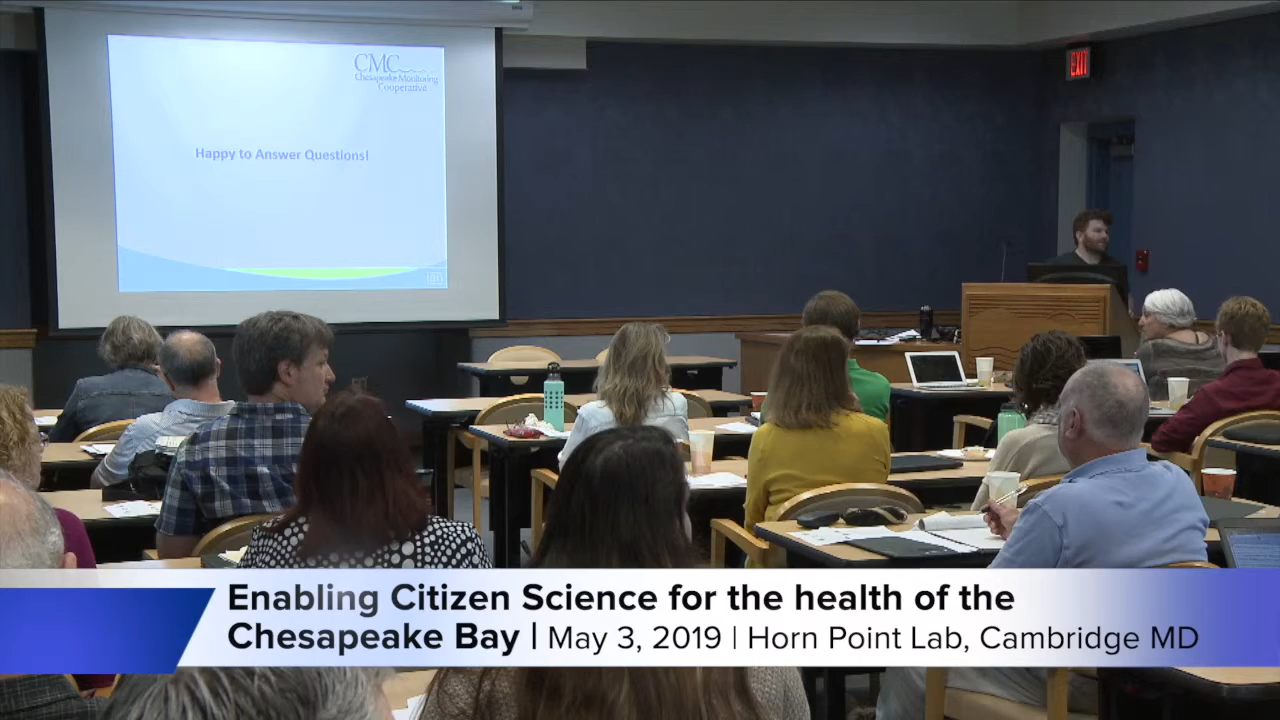 CMC
Chesapeake Monitoring
Cooperative
Happy to Answer Questions!
EXIT
Enabling Citizen Science for the health of the
Chesapeake Bay | May 3, 2019 | Horn Point Lab, Cambridge MD